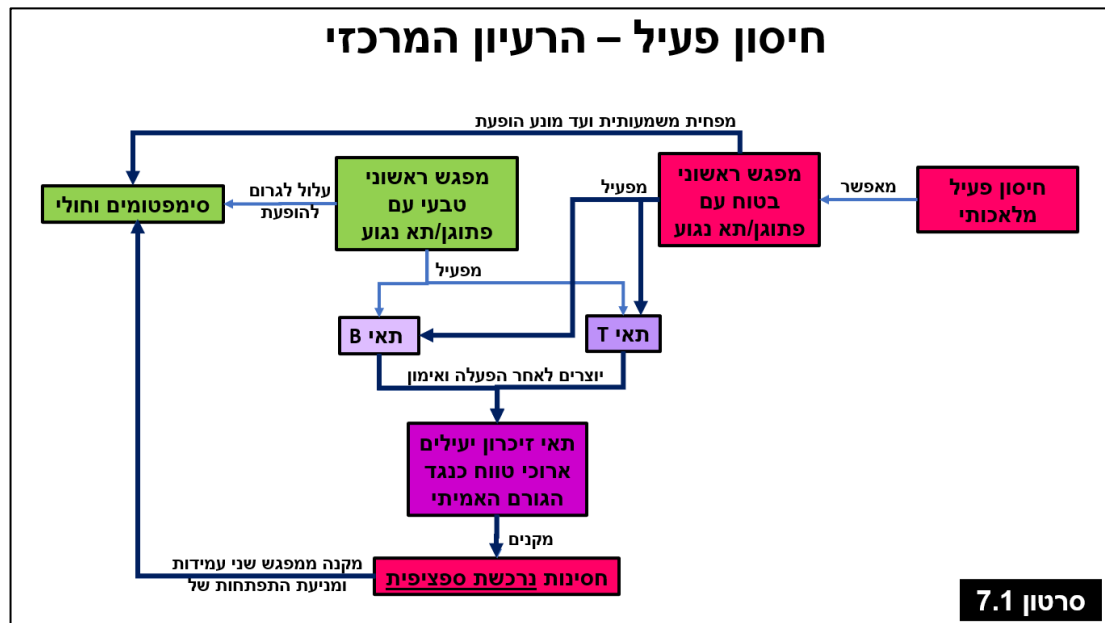 חיסון פעיל – הרעיון המרכזי
מפחית משמעותית ועד מונע הופעת
חיסון פעיל
מלאכותי
מאפשר
מפגש ראשוני
בטוח עם
פתוגן/תא נגוע
מפעיל
מפגש ראשוני
טבעי עם
פתוגן/תא נגוע
עלול לגרום
להופעת
סימפטומים וחולי
מפעיל
תאי T
תאי B
יוצרים לאחר הפעלה ואימון
תאי זיכרון יעילים
ארוכי טווח כנגד
הגורם האמיתי
מקנים
חסינות נרכשת ספציפית
מקנה ממפגש שני עמידות
ומניעת התפתחות של
סרטון 7.1